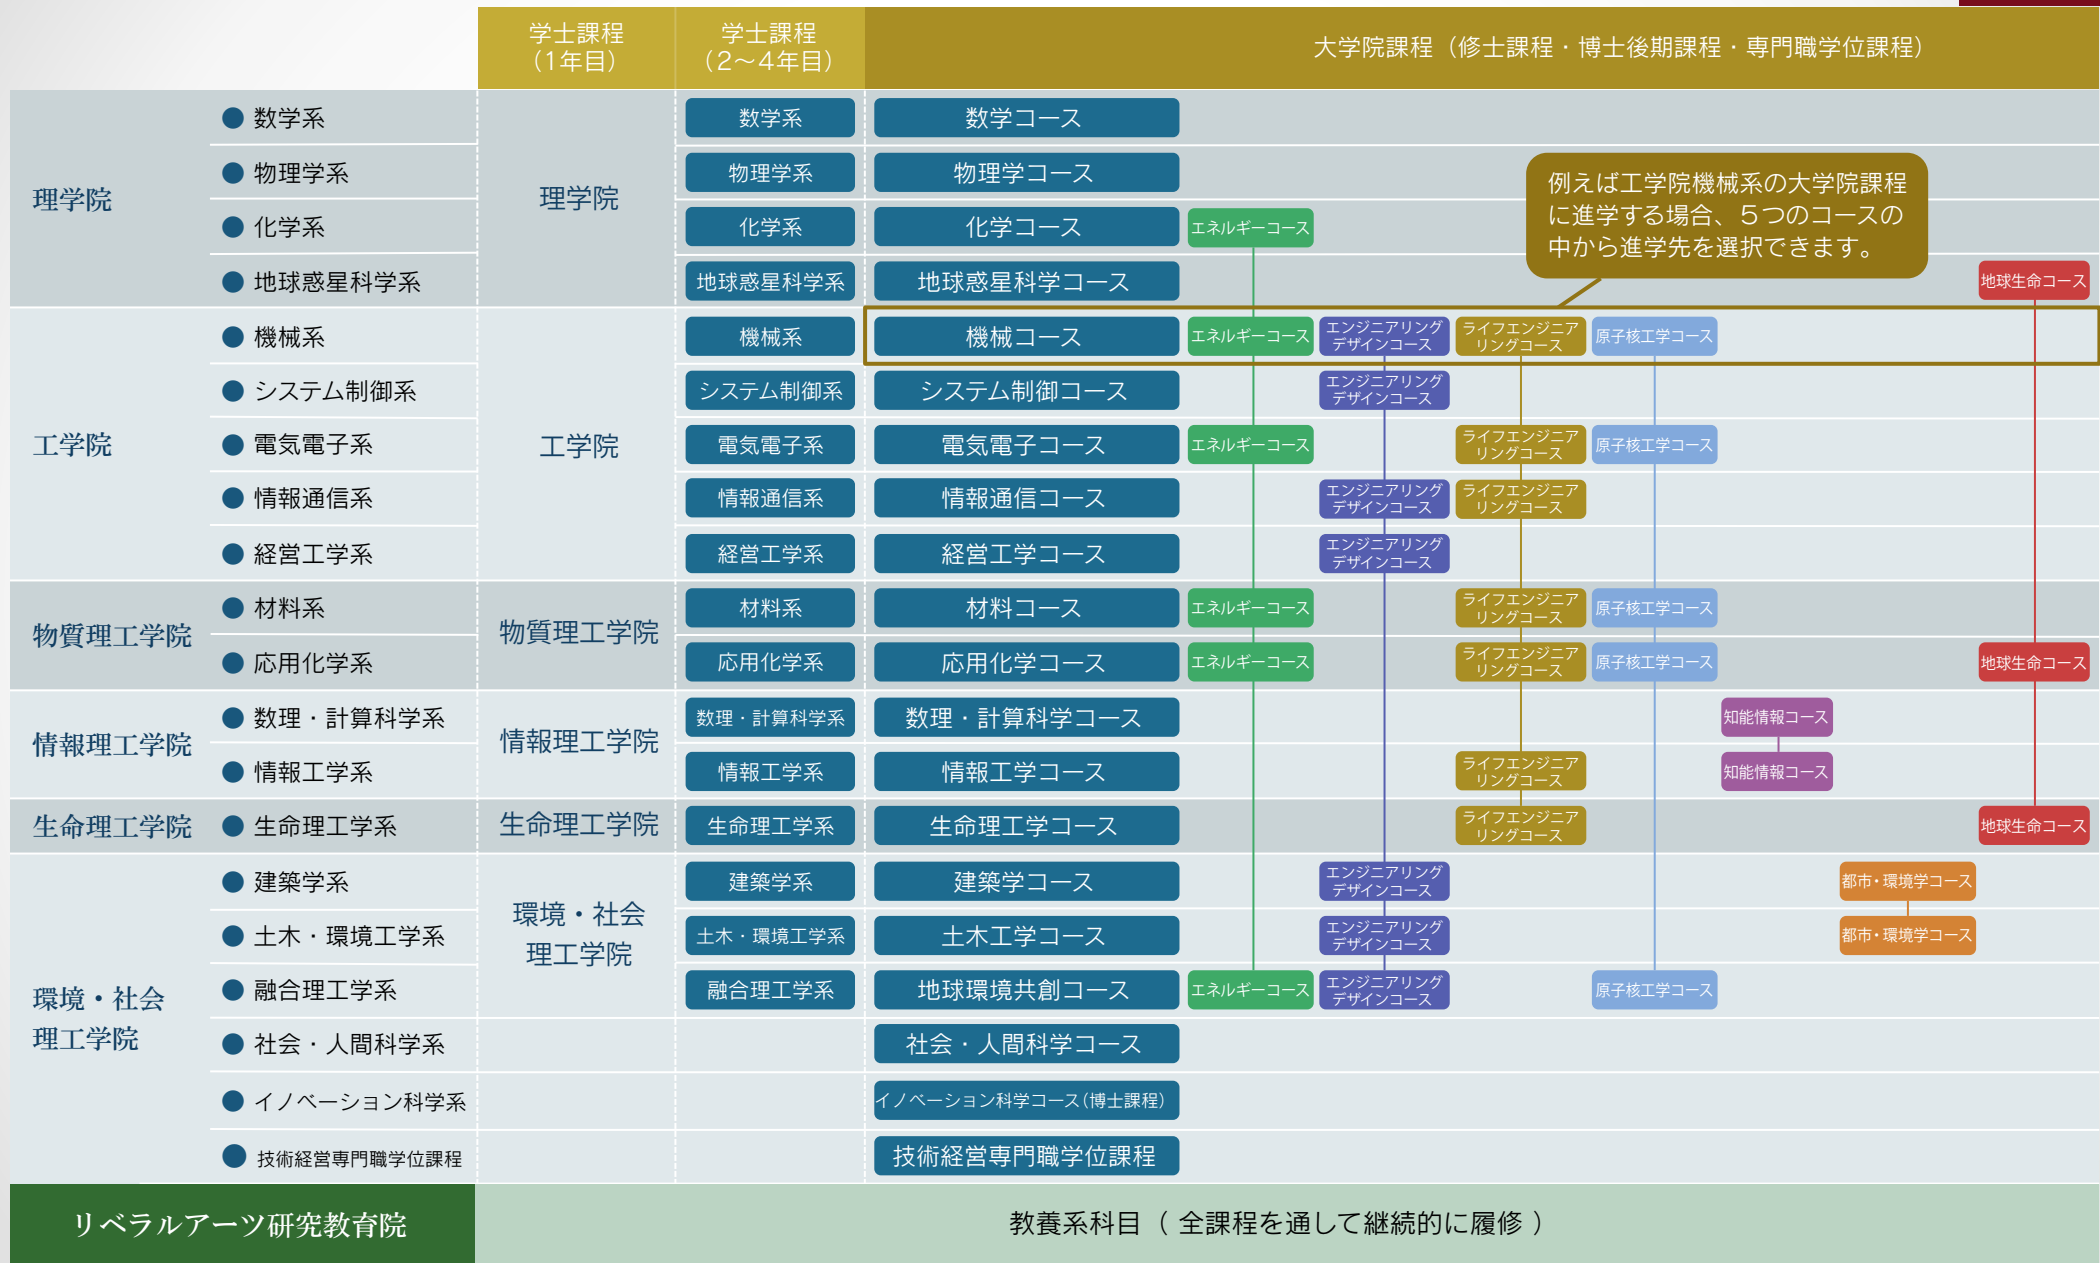 学士課程
（1年目）
学士課程
（2～4年目）
大学院課程（修士課程・博士後期課程・専門職学位課程）
例えば工学院機械系の大学院課程
に進学する場合、5つのコースの
中から進学先を選択できます。
理学院
理学院
数学系
数学系
数学コース
物理学系
物理学系
物理学コース
化学系
化学系
化学コース
エネルギーコース
地球惑星科学系
地球惑星科学系
地球惑星科学コース
地球生命コース
工学院
工学院
機械系
機械系
機械コース
エネルギーコース
エンジニアリング
デザインコース
ライフエンジニア
リングコース
原子核工学コース
システム制御系
システム制御系
システム制御コース
エンジニアリング
デザインコース
電気電子系
電気電子系
電気電子コース
エネルギーコース
ライフエンジニア
リングコース
原子核工学コース
情報通信系
情報通信系
情報通信コース
エンジニアリング
デザインコース
ライフエンジニア
リングコース
経営工学系
経営工学系
経営工学コース
エンジニアリング
デザインコース
物質理工学院
物質理工学院
材料系
材料系
材料コース
エネルギーコース
ライフエンジニア
リングコース
原子核工学コース
応用化学系
応用化学系
応用化学コース
エネルギーコース
ライフエンジニア
リングコース
原子核工学コース
地球生命コース
情報理工学院
情報理工学院
数理・計算科学系
数理・計算科学系
数理・計算科学コース
知能情報コース
情報工学系
情報工学系
情報工学コース
ライフエンジニア
リングコース
知能情報コース
生命理工学院
生命理工学系
生命理工学院
生命理工学系
生命理工学コース
ライフエンジニア
リングコース
地球生命コース
環境・社会
理工学院
環境・社会
理工学院
建築学系
建築学系
建築学コース
エンジニアリング
デザインコース
都市・環境学コース
土木・環境工学系
土木・環境工学系
土木工学コース
エンジニアリング
デザインコース
都市・環境学コース
融合理工学系
融合理工学系
地球環境共創コース
エネルギーコース
エンジニアリング
デザインコース
原子核工学コース
社会・人間科学系
社会・人間科学コース
イノベーション科学系
イノベーション科学コース（博士課程）
技術経営専門職学位課程
技術経営専門職学位課程
リベラルアーツ研究教育院
教養系科目（ 全課程を通して継続的に履修 ）